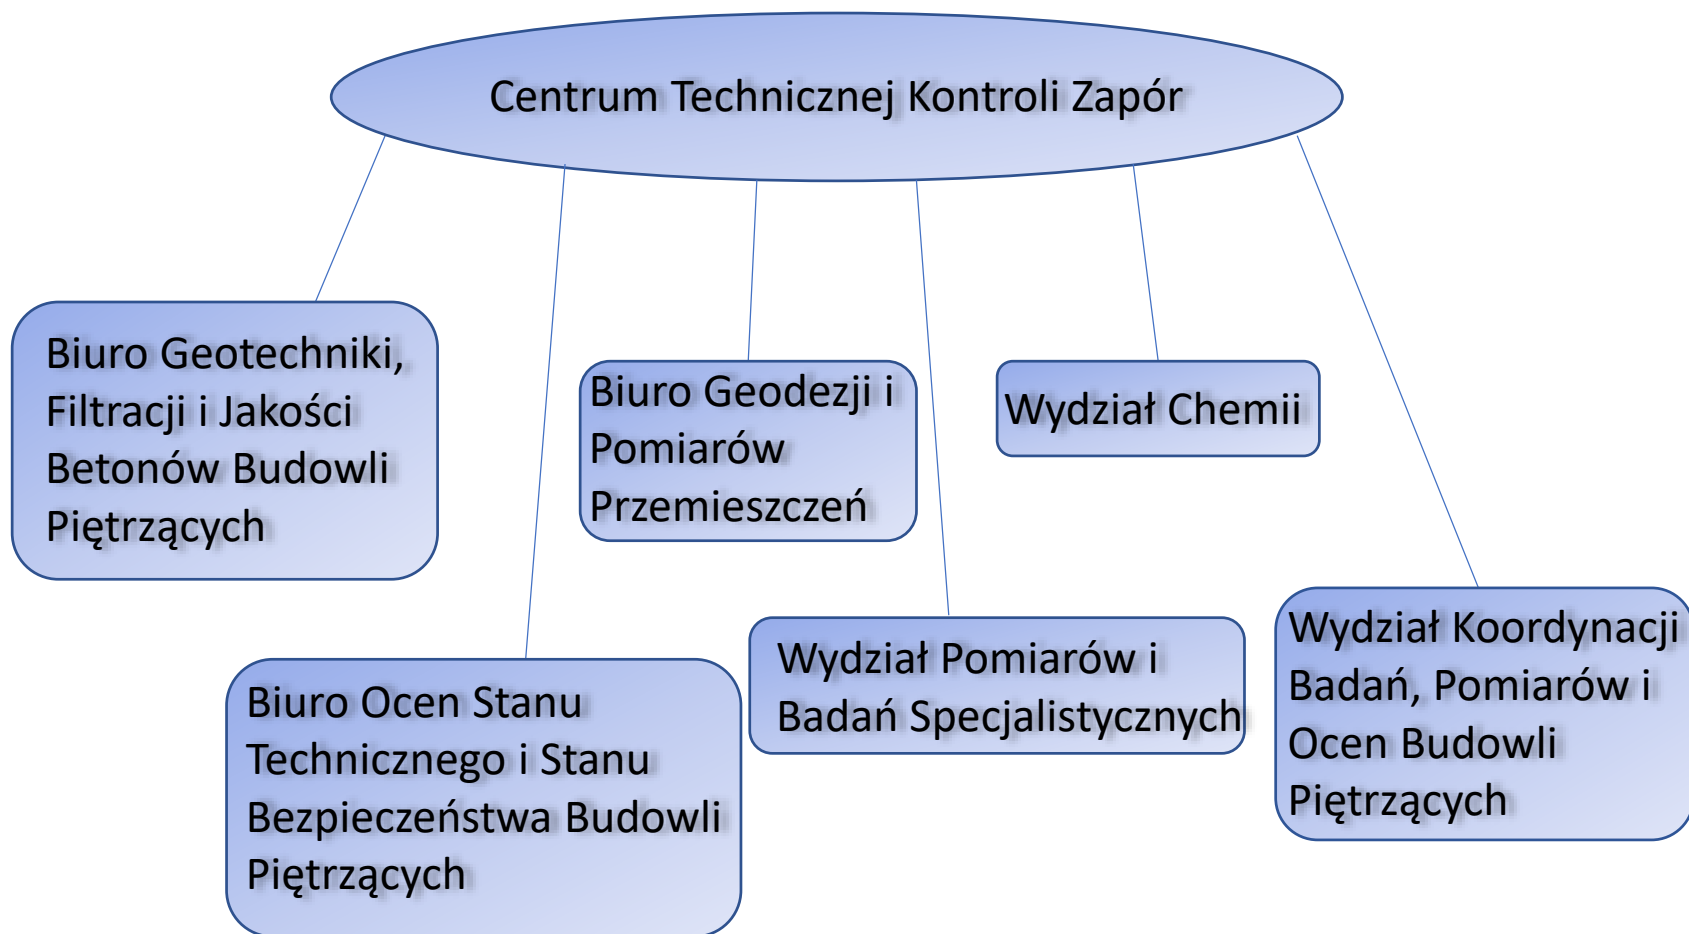 Centrum Technicznej Kontroli Zapór
Biuro Geotechniki,
Filtracji i Jakości
Betonów Budowli
Piętrzących
Biuro Geodezji i
Pomiarów
Przemieszczeń
Wydział Chemii
Biuro Ocen Stanu
Technicznego i Stanu
Bezpieczeństwa Budowli
Piętrzących
Wydział Pomiarów i
Badań Specjalistycznych
Wydział Koordynacji
Badań, Pomiarów i
Ocen Budowli
Piętrzących